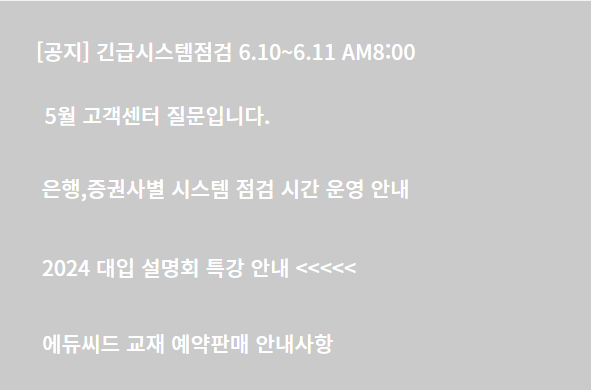 [공지] 긴급시스템점검 6.10~6.11 AM8:00
5월 고객센터 질문입니다.
은행,증권사별 시스템 점검 시간 운영 안내
2024 대입 설명회 특강 안내 <<<<<
에듀씨드 교재 예약판매 안내사항